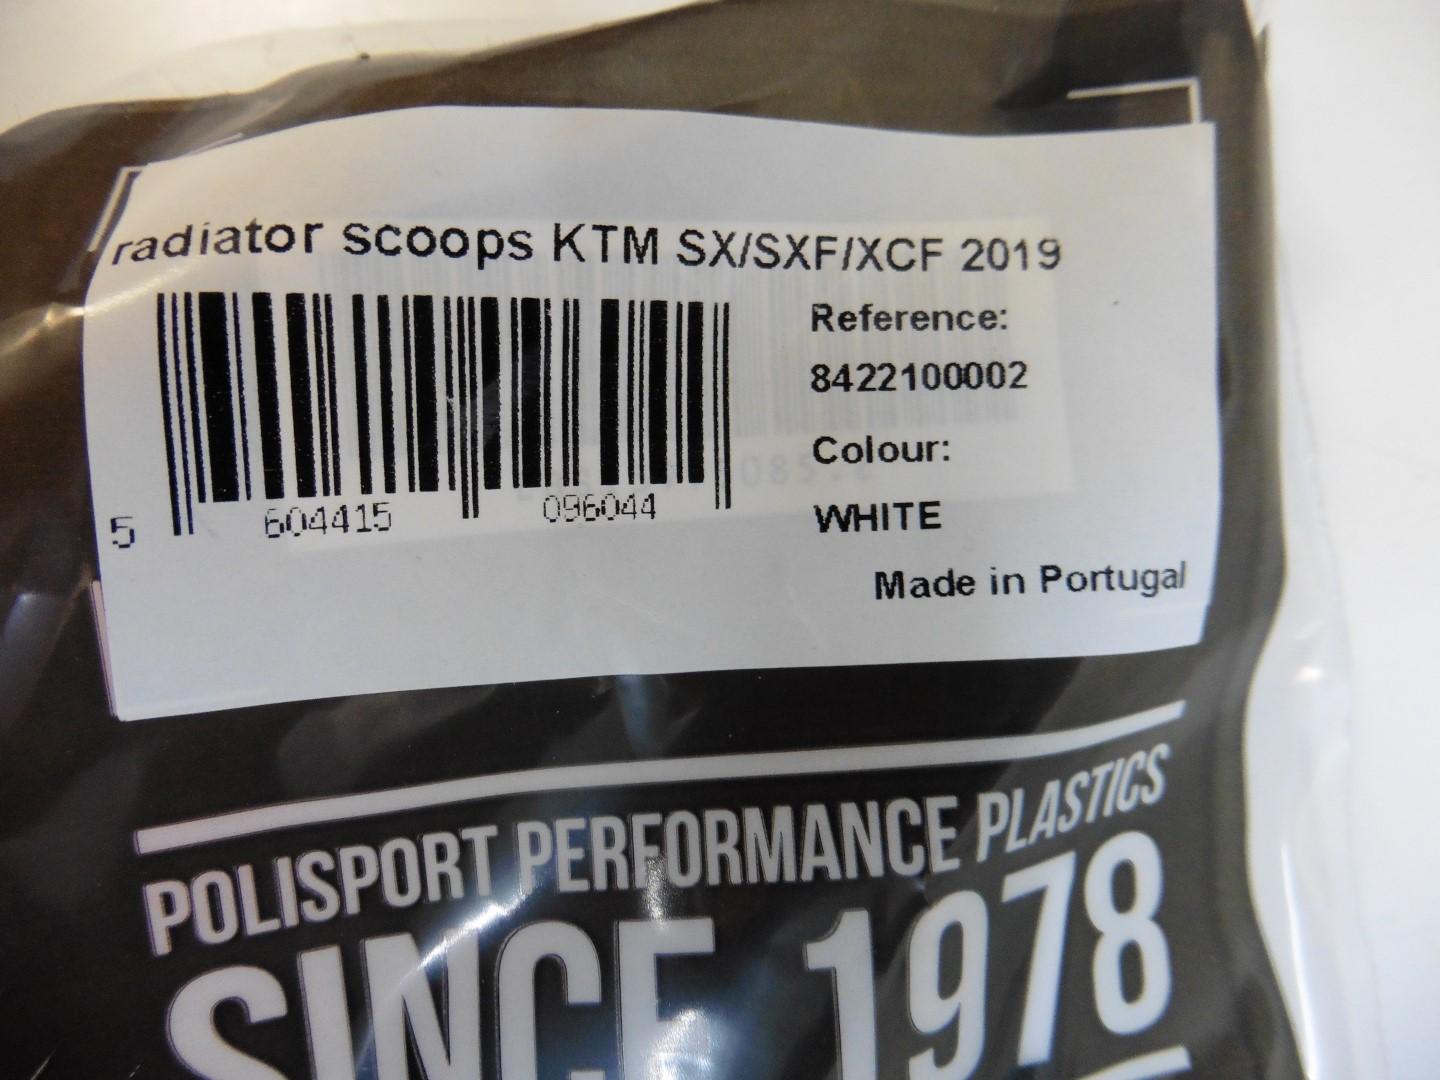 radiator scoops KTM SX/SXF/XCF 2019
Reference:
8422100002
Colour:
WHITE
Made in Portugal
5 604415 096044
POLISPORT PERFORMANCE PLASTICS
SINCE 1978